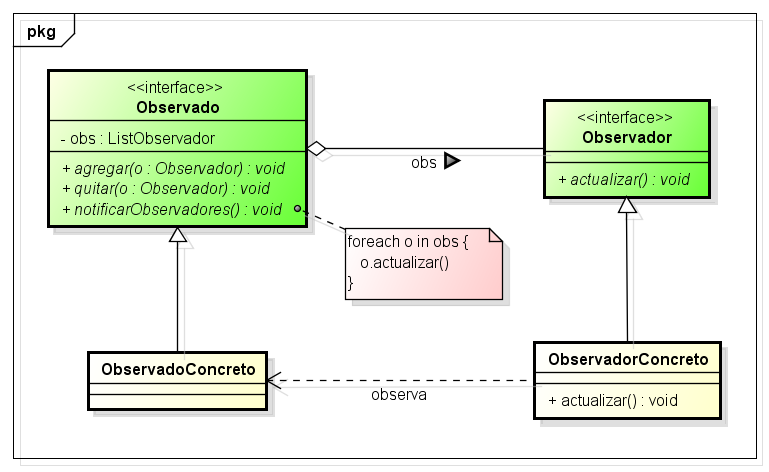 pkg
<<interface>>
Observado
- obs : ListObservador
+ agregar(o : Observador) : void
+ quitar(o : Observador) : void
+ notificarObservadores() : void
obs
<<interface>>
Observador
+ actualizar() : void
foreach o in obs {
o.actualizar()
}
ObservadoConcreto
observa
ObservadorConcreto
+ actualizar() : void